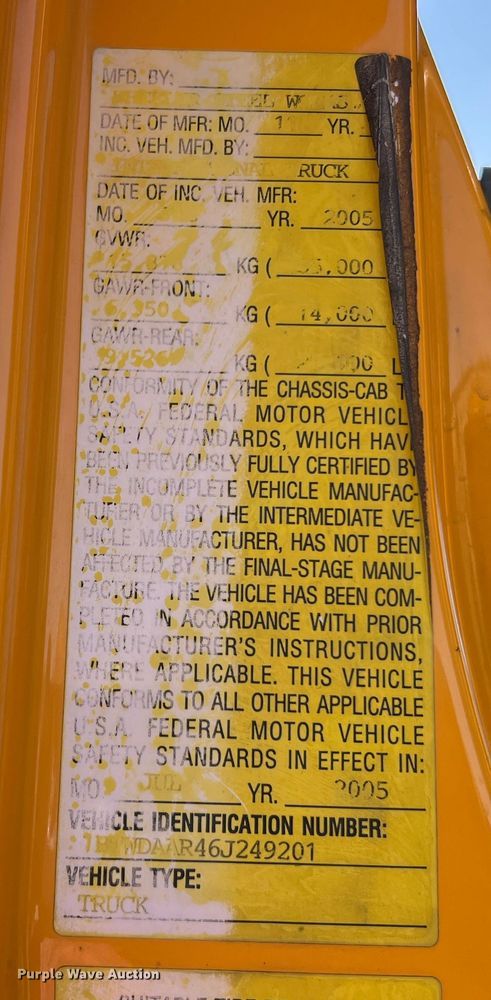 MFD. BY:
DATE OF MFR: MO. YR.
INC. VEH. MFD. BY:
TRUCK
DATE OF INC. VEH. MFR:
MO. YR. 2005
GVWR:
KG (
GAWR-FRONT:
KG ( 14,000
GAWR-REAR:
KG (
CONFORMITY OF THE CHASSIS-CAB
U.S.A. FEDERAL MOTOR VEHICL
SAFETY STANDARDS, WHICH HAV
BEEN PREVIOUSLY FULLY CERTIFIED BY
THE INCOMPLETE VEHICLE MANUFAC-
TURER OR BY THE INTERMEDIATE VE-
HICLE MANUFACTURER, HAS NOT BEEN
AFFECTED BY THE FINAL-STAGE MANU-
FACTURE. THE VEHICLE HAS BEEN COM-
PLETED IN ACCORDANCE WITH PRIOR
MANUFACTURER'S INSTRUCTIONS,
WHERE APPLICABLE. THIS VEHICLE
CONFORMS TO ALL OTHER APPLICABLE
U.S.A. FEDERAL MOTOR VEHICLE
SAFETY STANDARDS IN EFFECT IN:
MO. JUL YR. 2005
VEHICLE IDENTIFICATION NUMBER:
WDAAR46J249201
VEHICLE TYPE:
TRUCK
Purple Wave Auction